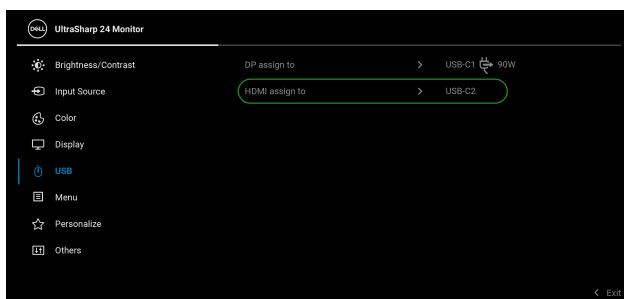 DELL UltraSharp 24 Monitor
Brightness/Contrast DP assign to > USB-C1 90W
Input Source HDMI assign to > USB-C2
Color
Display
USB
Menu
Personalize
Others
< Exit